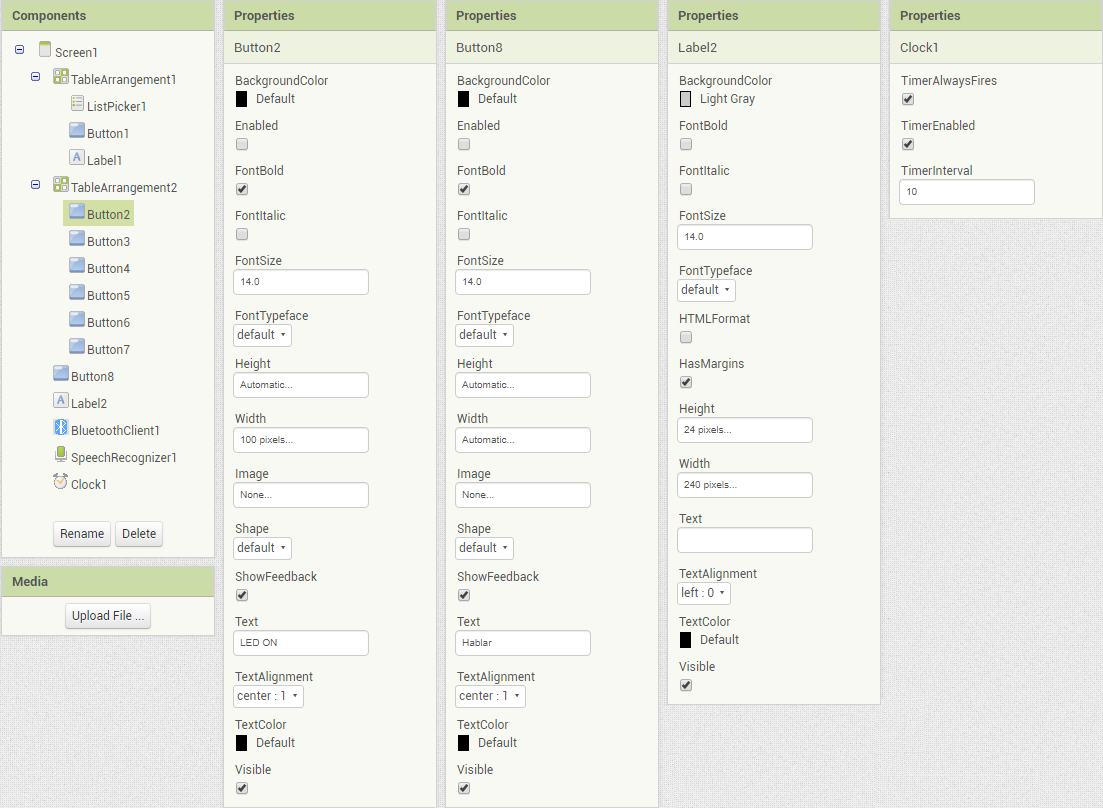 Components
Screen1
TableArrangement1
ListPicker1
Button1
A Label1
TableArrangement2
Button2
Button3
Button4
Button5
Button6
Button7
Button8
A Label2
BluetoothClient1
SpeechRecognizer1
Clock1
Rename Delete
Media
Upload File ...
Properties
Button2
BackgroundColor
Default
Enabled
FontBold
FontItalic
FontSize
14.0
FontTypeface
default
Height
Automatic...
Width
100 pixels...
Image
None...
Shape
default
ShowFeedback
Text
LED ON
TextAlignment
center : 1
TextColor
Default
Visible
Properties
Button8
BackgroundColor
Default
Enabled
FontBold
FontItalic
FontSize
14.0
FontTypeface
default
Height
Automatic...
Width
Automatic...
Image
None...
Shape
default
ShowFeedback
Text
Hablar
TextAlignment
center : 1
TextColor
Default
Visible
Properties
Label2
BackgroundColor
Light Gray
FontBold
FontItalic
FontSize
14.0
FontTypeface
default
HTMLFormat
HasMargins
Height
24 pixels...
Width
240 pixels...
Text
TextAlignment
left : 0
TextColor
Default
Visible
Properties
Clock1
TimerAlwaysFires
TimerEnabled
TimerInterval
10